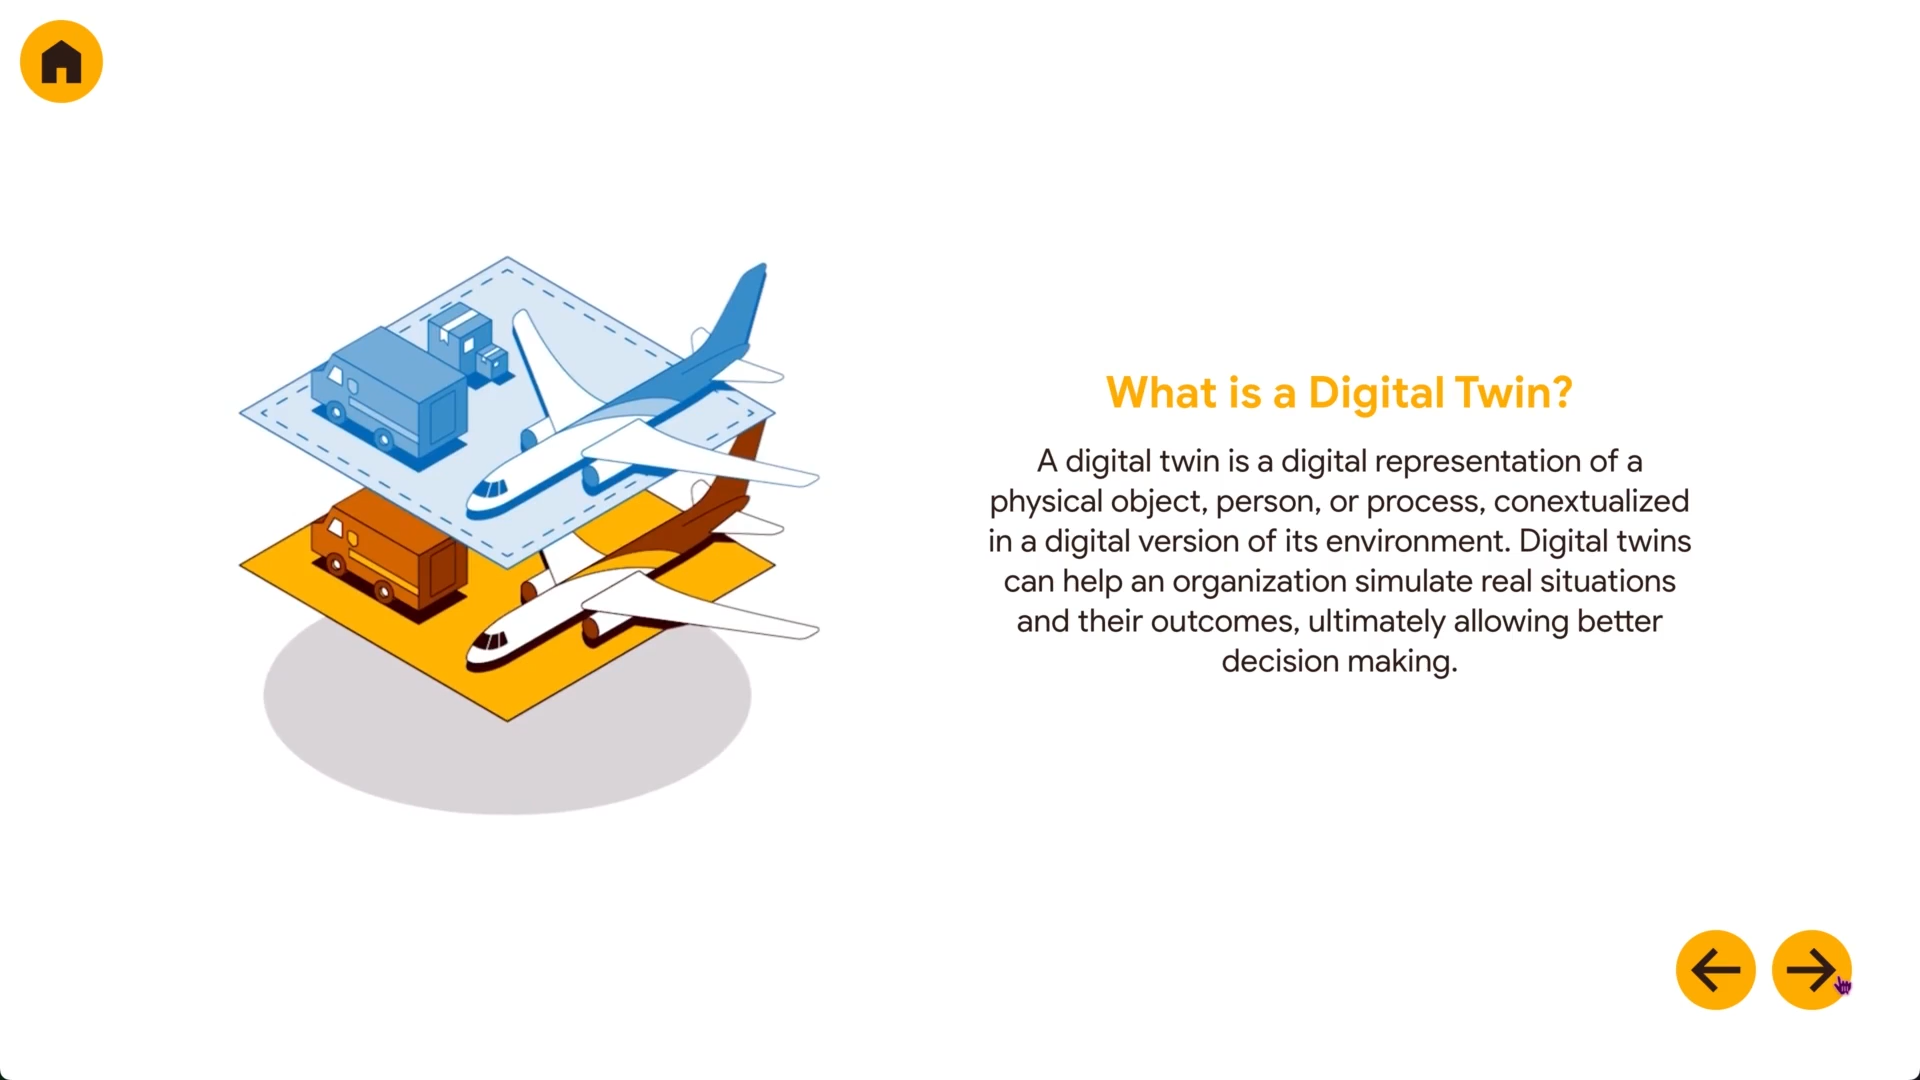 What is a Digital Twin?
A digital twin is a digital representation of a
physical object, person, or process, conextualized
in a digital version of its environment. Digital twins
can help an organization simulate real situations
and their outcomes, ultimately allowing better
decision making.